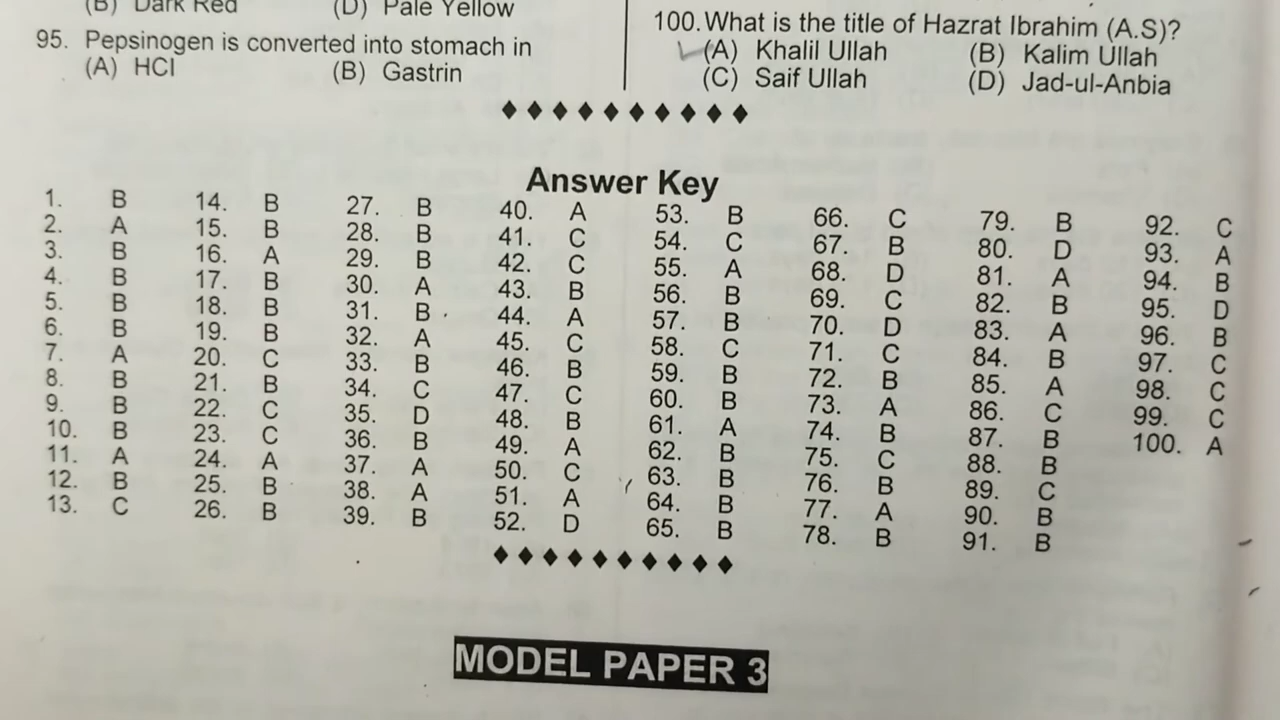 (B) Dark Red (D) Pale Yellow
95. Pepsinogen is converted into stomach in
(A) HCl (B) Gastrin
100. What is the title of Hazrat Ibrahim (A.S)?
(A) Khalil Ullah (B) Kalim Ullah
(C) Saif Ullah (D) Jad-ul-Anbia
Answer Key
1. B 14. B 27. B 40. A 53. B 66. C 79. B 92. C
2. A 15. B 28. B 41. C 54. C 67. B 80. D 93. A
3. B 16. A 29. B 42. C 55. A 68. D 81. A 94. B
4. B 17. B 30. A 43. B 56. B 69. C 82. B 95. D
5. B 18. B 31. B 44. A 57. B 70. D 83. A 96. B
6. B 19. B 32. A 45. C 58. C 71. C 84. B 97. C
7. A 20. C 33. B 46. B 59. B 72. B 85. A 98. C
8. B 21. B 34. C 47. C 60. B 73. A 86. C 99. C
9. B 22. C 35. D 48. B 61. A 74. B 87. B 100. A
10. B 23. C 36. B 49. A 62. B 75. C 88. B
11. A 24. A 37. A 50. C 63. B 76. B 89. C
12. B 25. B 38. A 51. A 64. B 77. A 90. B
13. C 26. B 39. B 52. D 65. B 78. B 91. B
MODEL PAPER 3